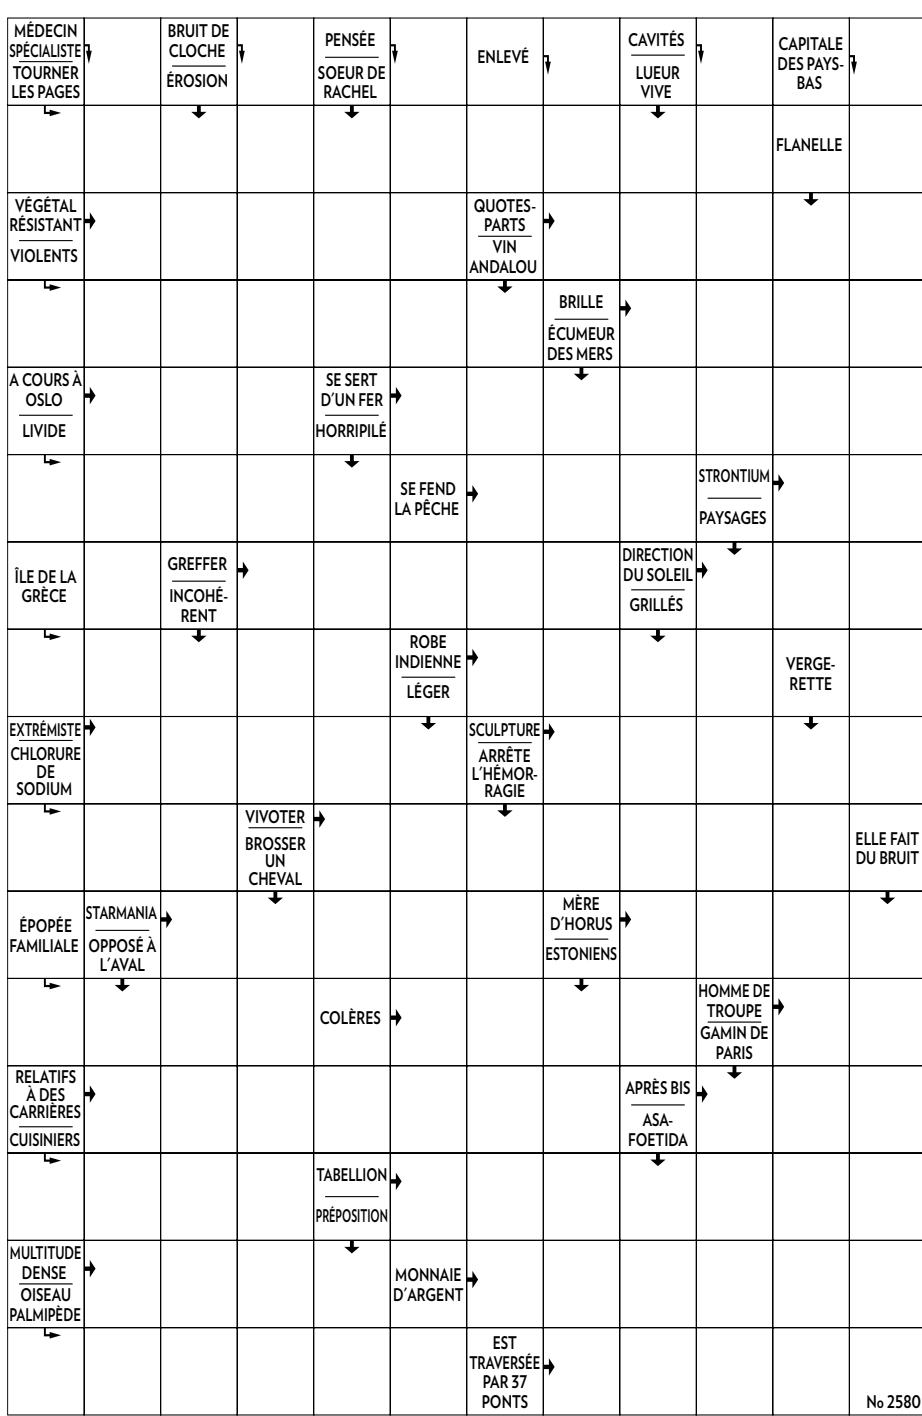 MÉDECIN
SPÉCIALISTE
TOURNER
LES PAGES
BRUIT DE
CLOCHE
ÉROSION
PENSÉE
SOEUR DE
RACHEL
ENLEVÉ
CAVITÉS
LUEUR
VIVE
CAPITALE
DES PAYS-
BAS
FLANELLE
VÉGÉTAL
RÉSISTANT
VIOLENTS
QUOTES-
PARTS
VIN
ANDALOU
BRILLE
ÉCUMEUR
DES MERS
A COURS À
OSLO
LIVIDE
SE SERT
D'UN FER
HORRIPILÉ
SE FEND
LA PÊCHE
STRONTIUM
PAYSAGES
ÎLE DE LA
GRÈCE
GREFFER
INCOHÉ-
RENT
DIRECTION
DU SOLEIL
GRILLÉS
ROBE
INDIENNE
LÉGER
VERGE-
RETTE
EXTRÉMISTE
CHLORURE
DE
SODIUM
SCULPTURE
ARRÊTE
L'HÉMOR-
RAGIE
VIVOTER
BROSSER
UN
CHEVAL
ELLE FAIT
DU BRUIT
ÉPOPÉE
FAMILIALE
STARMANIA
OPPOSÉ À
L'AVAL
MÈRE
D'HORUS
ESTONIENS
COLÈRES
HOMME DE
TROUPE
GAMIN DE
PARIS
RELATIFS
À DES
CARRIÈRES
CUISINIERS
APRÈS BIS
ASA-
FOETIDA
TABELLION
PRÉPOSITION
MULTITUDE
DENSE
OISEAU
PALMIPÈDE
MONNAIE
D'ARGENT
EST
TRAVERSÉE
PAR 37
PONTS
No 2580